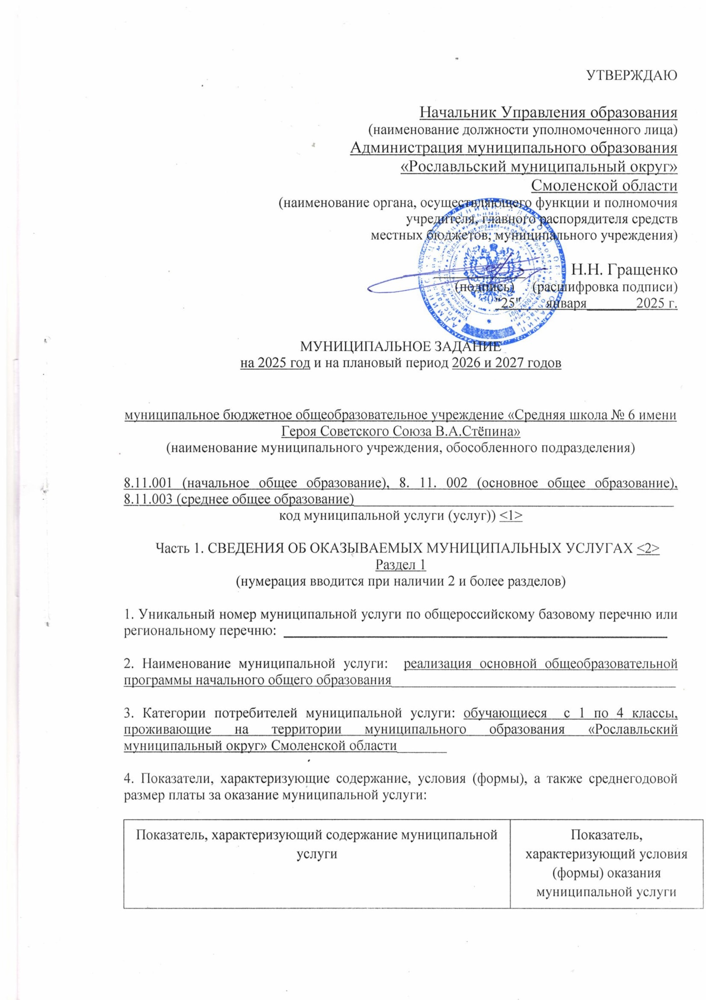 УТВЕРЖДАЮ
Начальник Управления образования
(наименование должности уполномоченного лица)
Администрация муниципального образования
«Рославльский муниципальный округ»
Смоленской области
(наименование органа, осуществляющего функции и полномочия
учредителя, главного распорядителя средств
местных бюджетов, муниципального учреждения)
Н.Н. Гращенко
(подпись) (расшифровка подписи)
"25" января 2025 г.
МУНИЦИПАЛЬНОЕ ЗАДАНИЕ
на 2025 год и на плановый период 2026 и 2027 годов
муниципальное бюджетное общеобразовательное учреждение «Средняя школа № 6 имени
Героя Советского Союза В.А.Стёпина»
(наименование муниципального учреждения, обособленного подразделения)
8.11.001 (начальное общее образование), 8. 11. 002 (основное общее образование),
8.11.003 (среднее общее образование)
код муниципальной услуги (услуг)) <1>
Часть 1. СВЕДЕНИЯ ОБ ОКАЗЫВАЕМЫХ МУНИЦИПАЛЬНЫХ УСЛУГАХ <2>
Раздел 1
(нумерация вводится при наличии 2 и более разделов)
1. Уникальный номер муниципальной услуги по общероссийскому базовому перечню или
региональному перечню:
2. Наименование муниципальной услуги: реализация основной общеобразовательной
программы начального общего образования
3. Категории потребителей муниципальной услуги: обучающиеся с 1 по 4 классы,
проживающие на территории муниципального образования «Рославльский
муниципальный округ» Смоленской области
4. Показатели, характеризующие содержание, условия (формы), а также среднегодовой
размер платы за оказание муниципальной услуги:
Показатель, характеризующий содержание муниципальной
услуги
Показатель,
характеризующий условия
(формы) оказания
муниципальной услуги